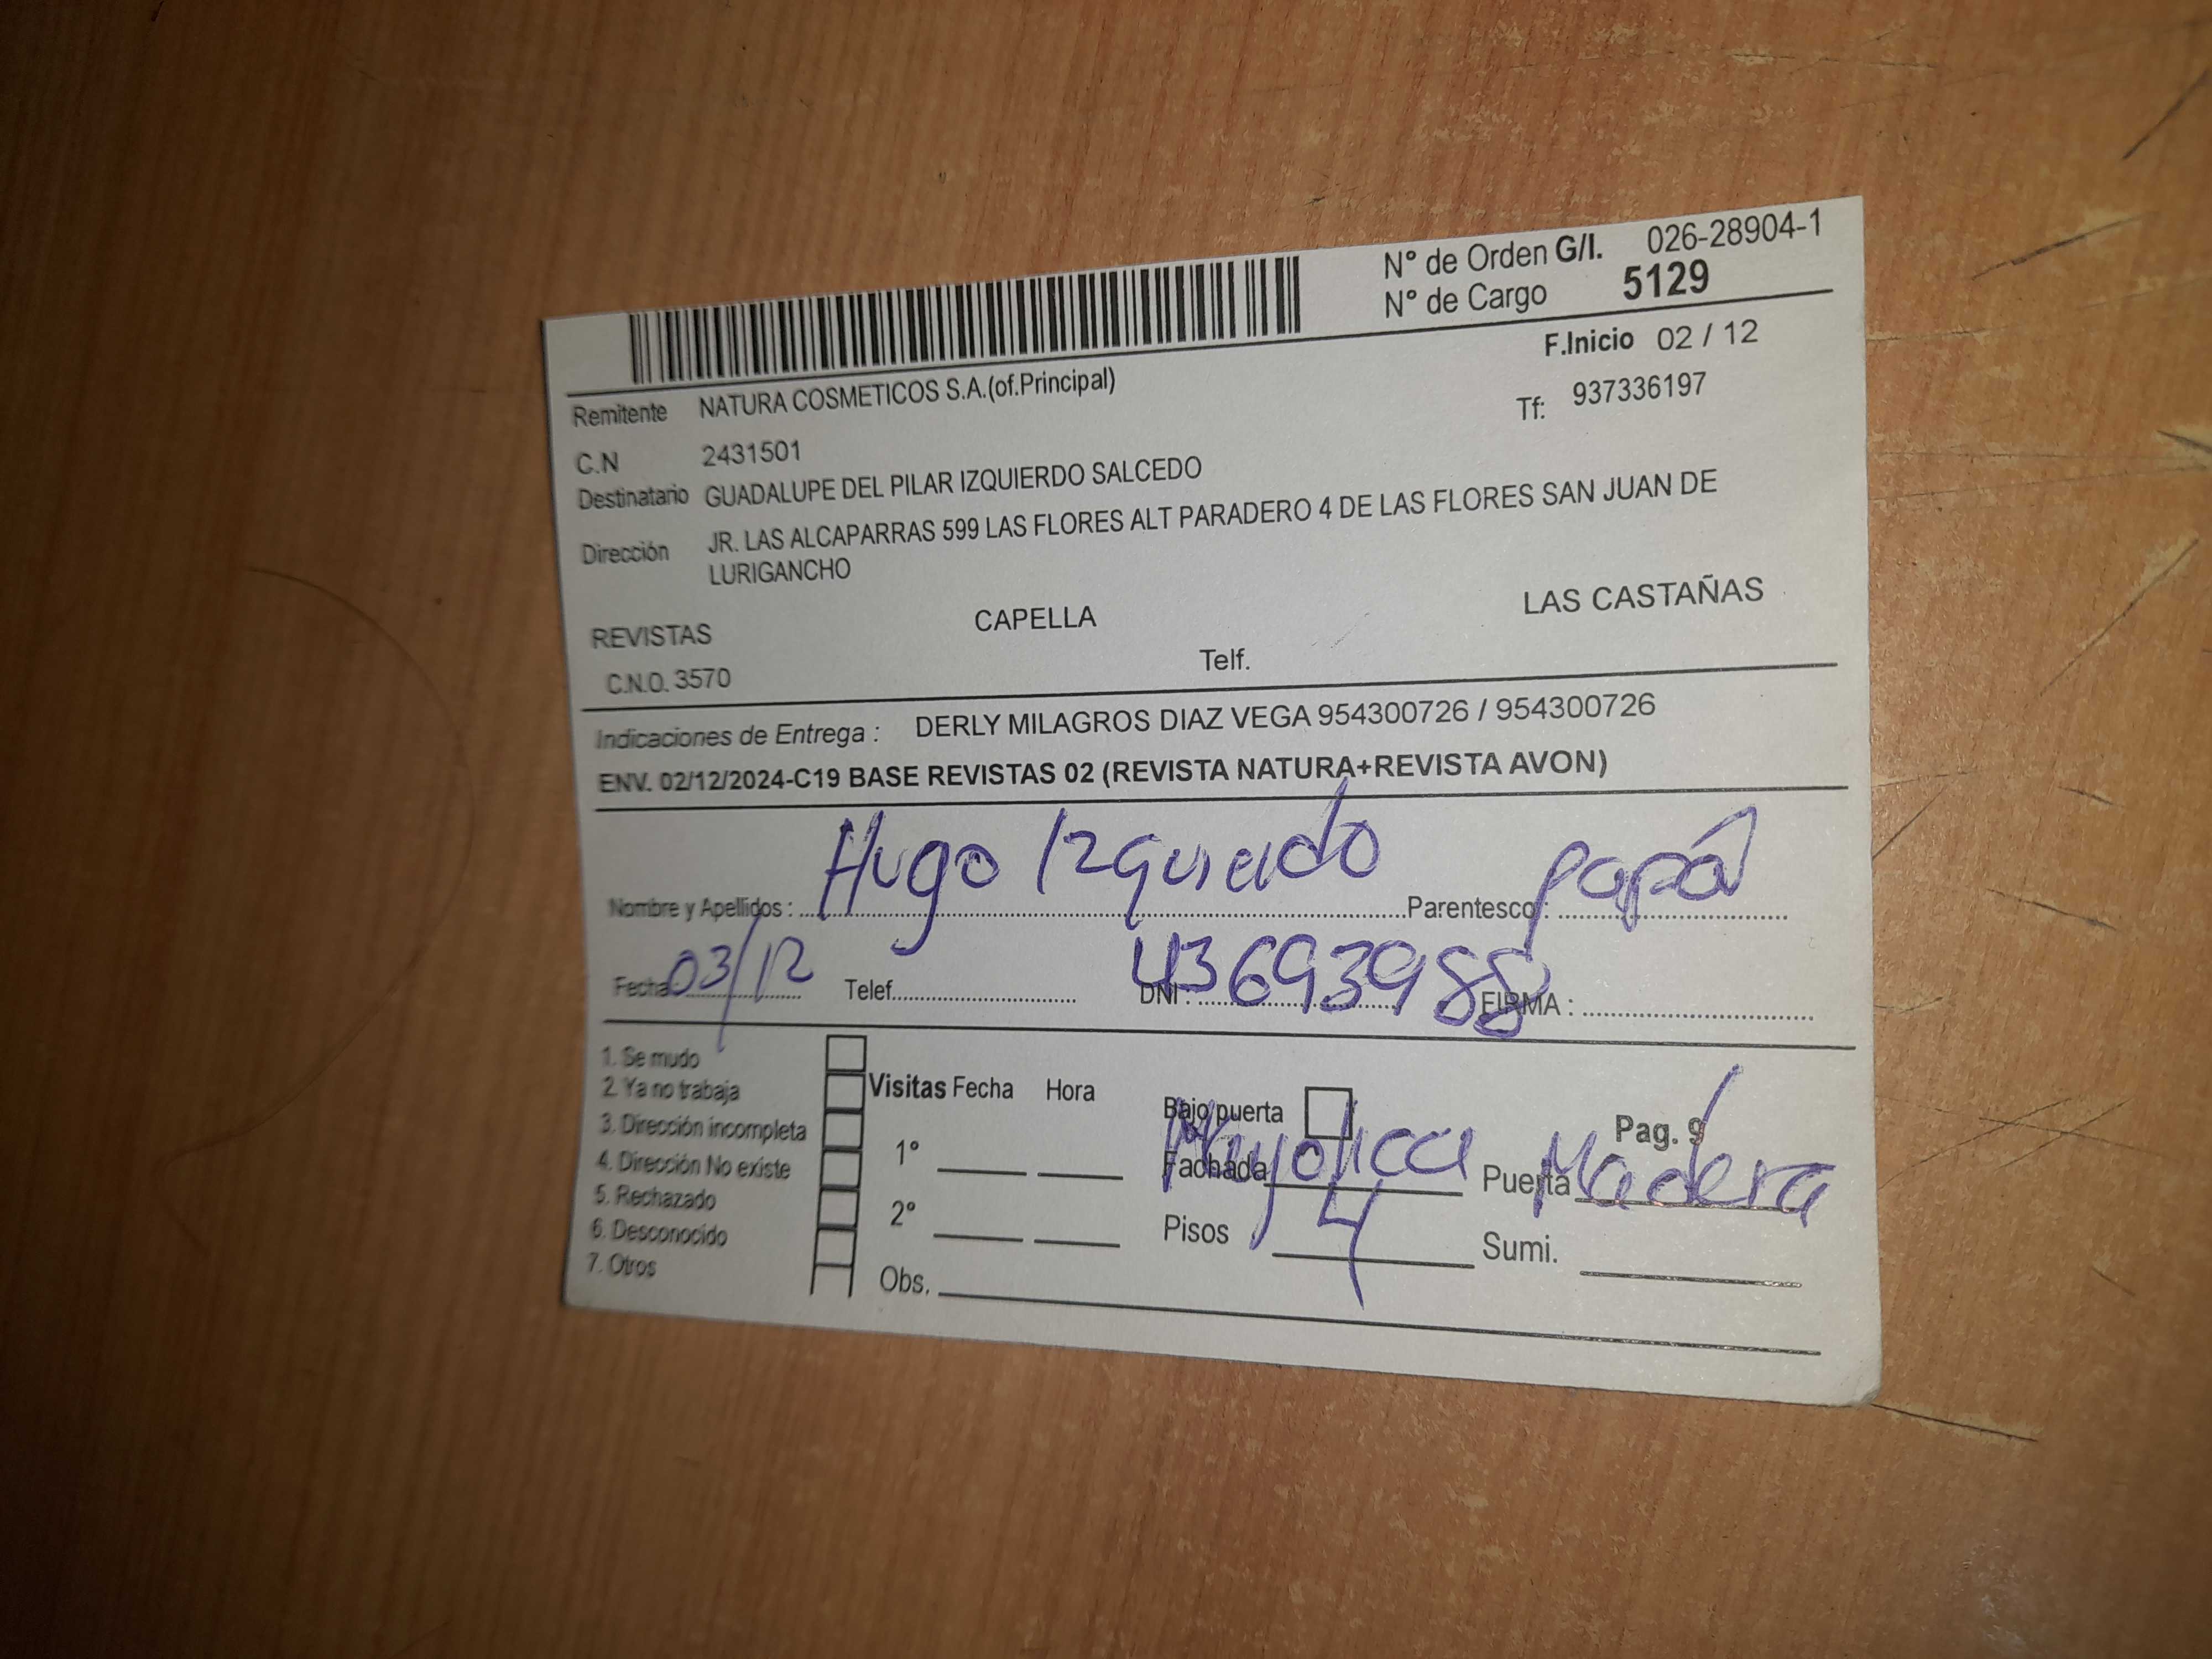 N° de Orden G/I. 026-28904-1
N° de Cargo 5129
F.Inicio 02 / 12
Remitente NATURA COSMETICOS S.A.(of.Principal)
Tf: 937336197
C.N 2431501
Destinatario GUADALUPE DEL PILAR IZQUIERDO SALCEDO
Dirección JR. LAS ALCAPARRAS 599 LAS FLORES ALT PARADERO 4 DE LAS FLORES SAN JUAN DE
LURIGANCHO
REVISTAS CAPELLA LAS CASTAÑAS
C.N.O. 3570 Telf.
Indicaciones de Entrega : DERLY MILAGROS DIAZ VEGA 954300726 / 954300726
ENV. 02/12/2024-C19 BASE REVISTAS 02 (REVISTA NATURA+REVISTA AVON)
Nombre y Apellidos : Hugo Izquierdo Parentesco : papá
Fecha 03/12 Telef. DNI : 43693988 FIRMA :
1. Se mudo
2. Ya no trabaja
3. Dirección incompleta
4. Dirección No existe
5. Rechazado
6. Desconocido
7. Otros
Visitas Fecha Hora
1°
2°
Obs.
Bajo puerta Pag. 9
Fachada Mayolica Puerta Madera
Pisos 4 Sumi.